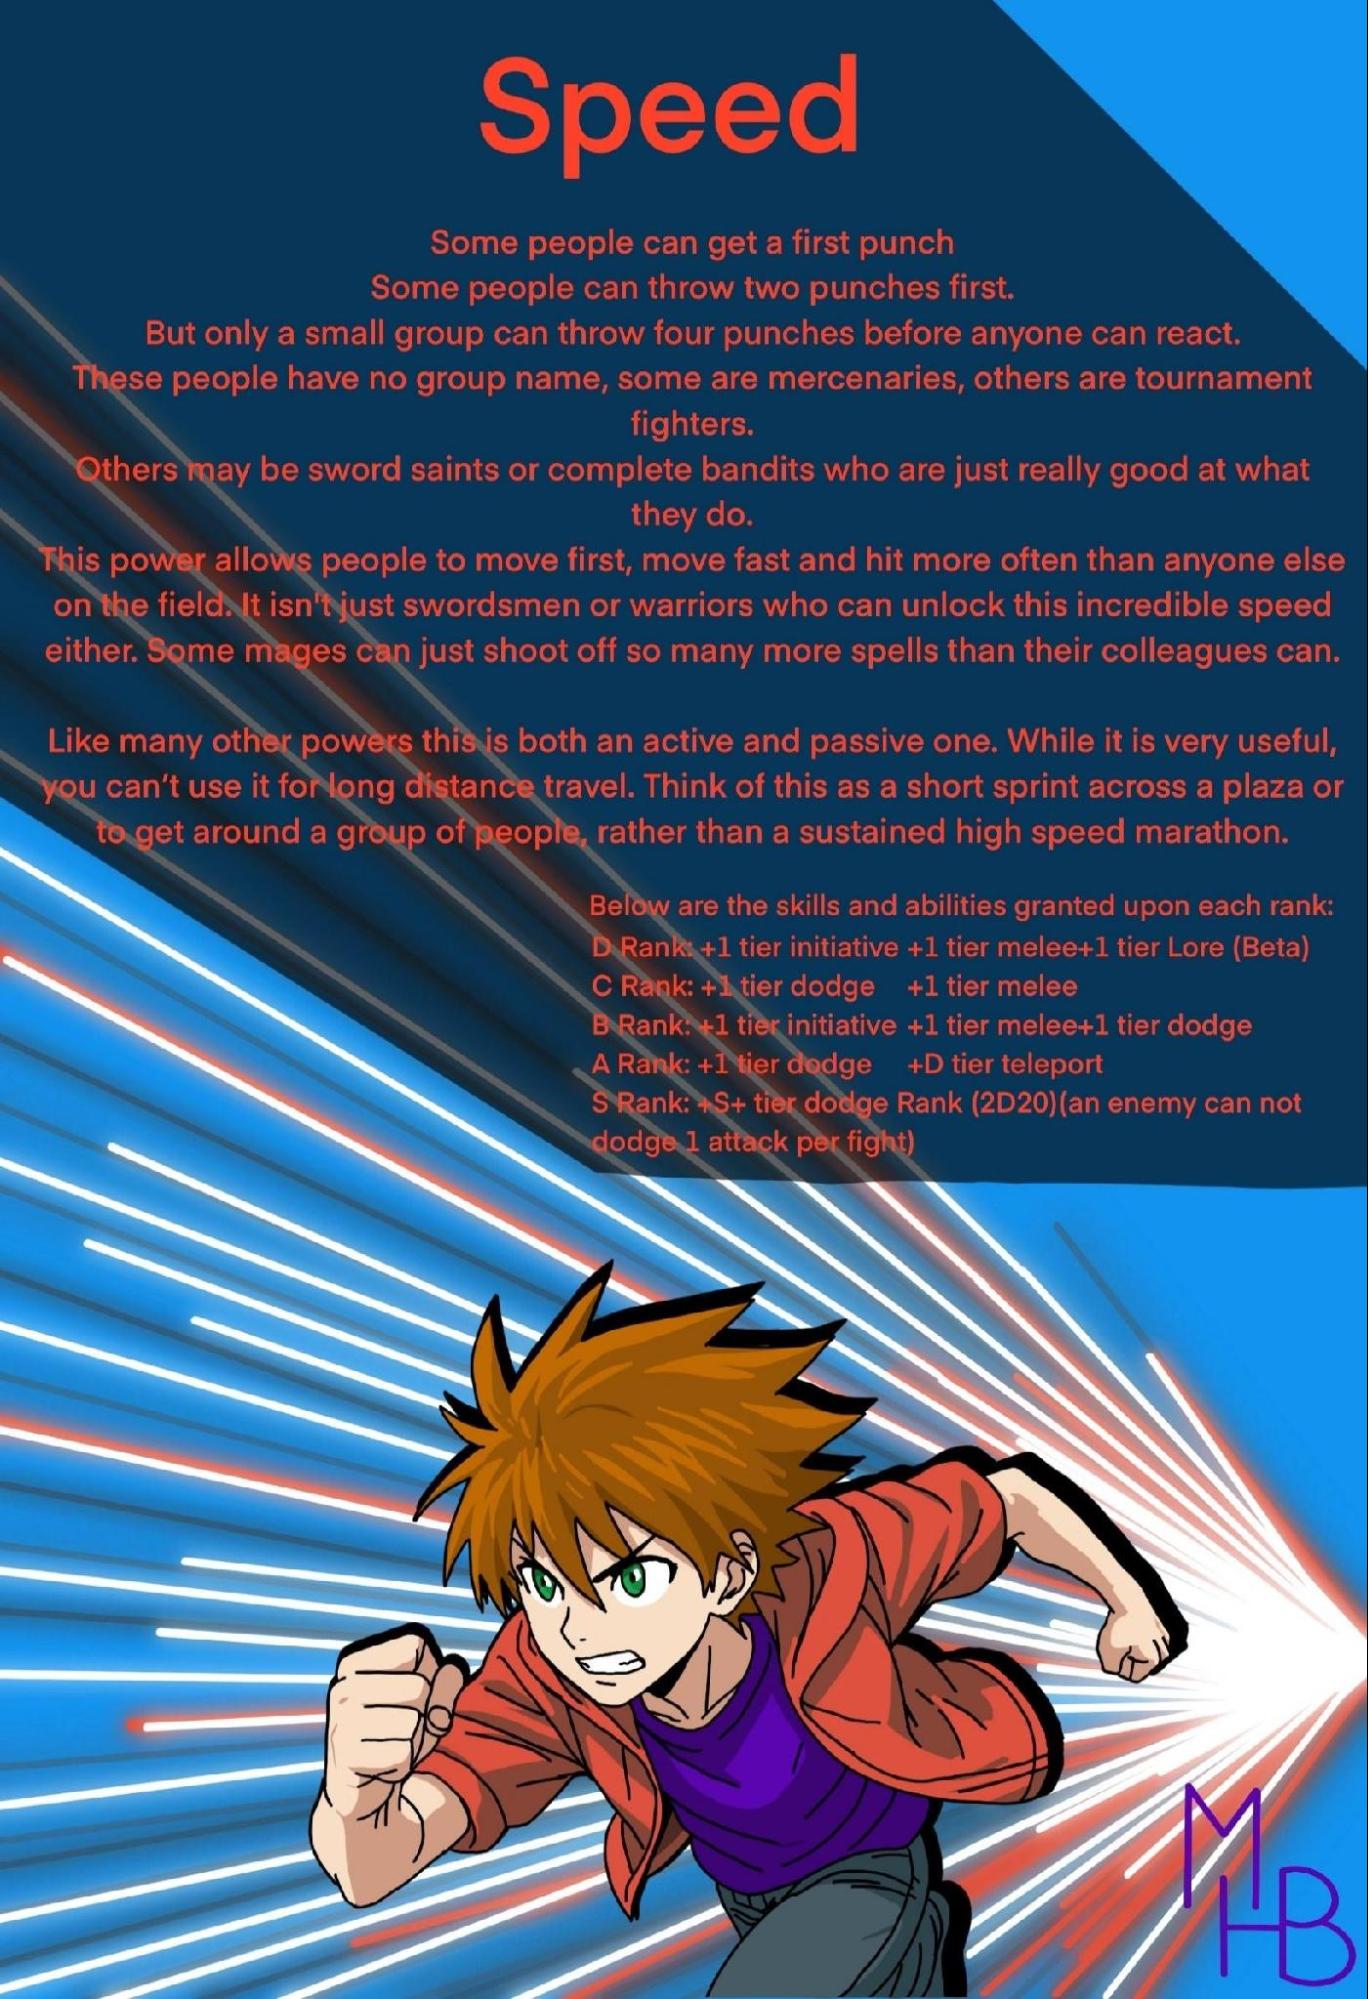 Speed
Some people can get a first punch
Some people can throw two punches first.
But only a small group can throw four punches before anyone can react.
These people have no group name, some are mercenaries, others are tournament
fighters.
Others may be sword saints or complete bandits who are just really good at what
they do.
This power allows people to move first, move fast and hit more often than anyone else
on the field. It isn't just swordsmen or warriors who can unlock this incredible speed
either. Some mages can just shoot off so many more spells than their colleagues can.
Like many other powers this is both an active and passive one. While it is very useful,
you can't use it for long distance travel. Think of this as a short sprint across a plaza or
to get around a group of people, rather than a sustained high speed marathon.
Below are the skills and abilities granted upon each rank:
D Rank: +1 tier initiative +1 tier melee+1 tier Lore (Beta)
C Rank: +1 tier dodge +1 tier melee
B Rank: +1 tier initiative +1 tier melee+1 tier dodge
A Rank: +1 tier dodge +D tier teleport
S Rank: +S+ tier dodge Rank (2D20)(an enemy can not
dodge 1 attack per fight)
MHB